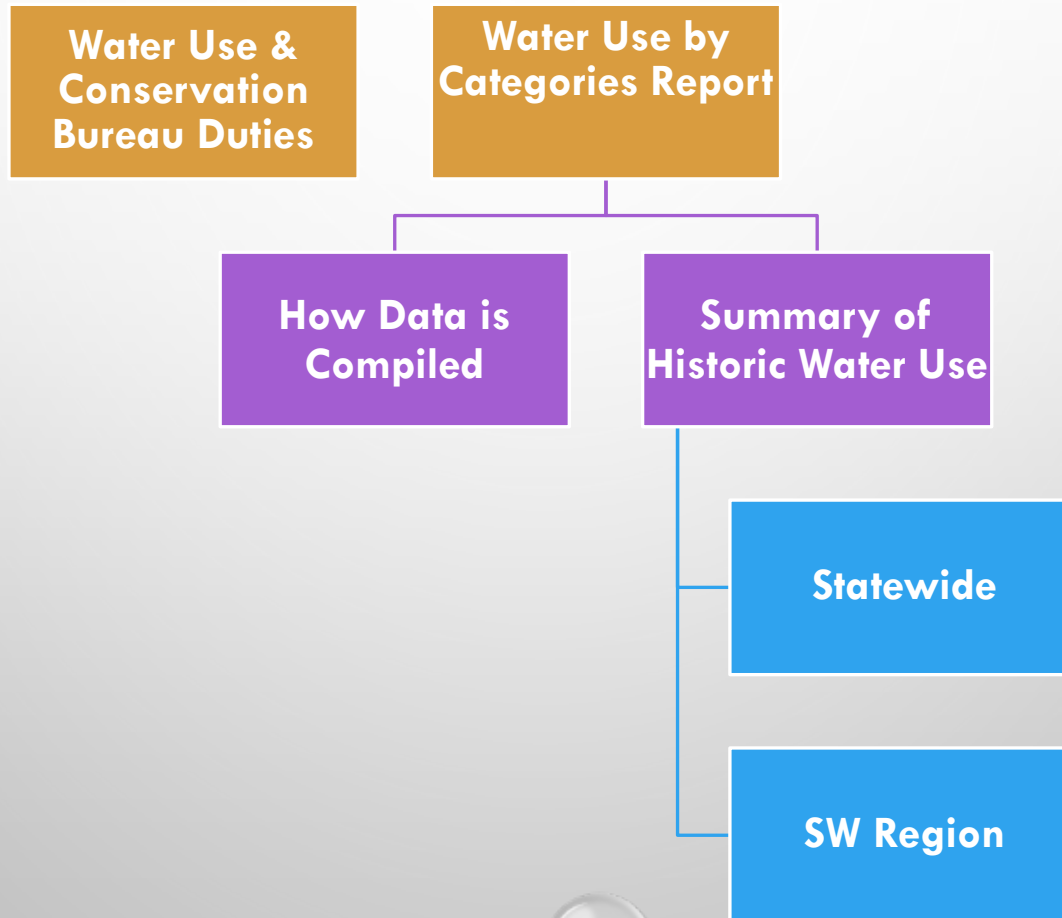 Water Use &
Conservation
Bureau Duties
Water Use by
Categories Report
How Data is
Compiled
Summary of
Historic Water Use
Statewide
SW Region